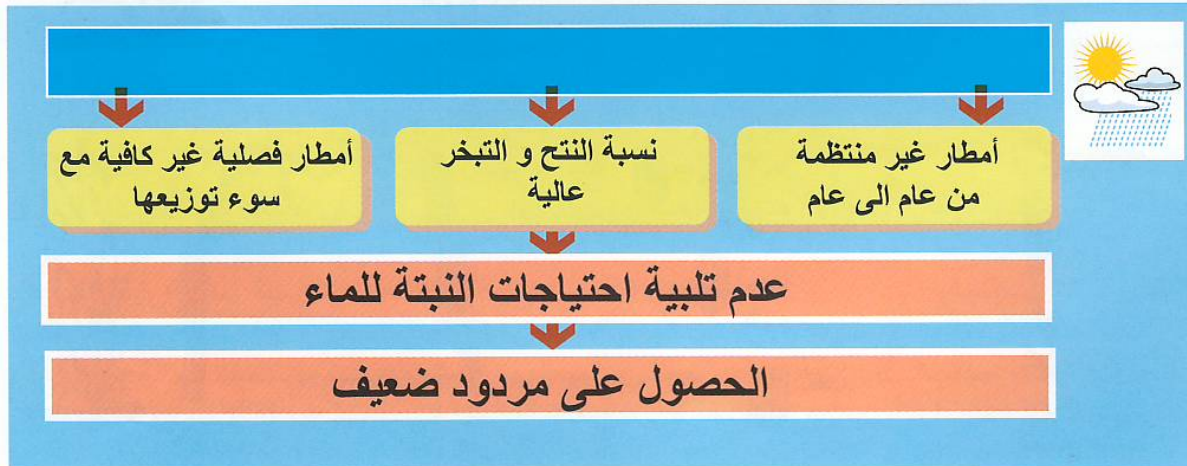 أمطار غير منتظمة
من عام الى عام
نسبة النتح و التبخر
عالية
أمطار فصلية غير كافية مع
سوء توزيعها
عدم تلبية احتياجات النبتة للماء
الحصول على مردود ضعيف